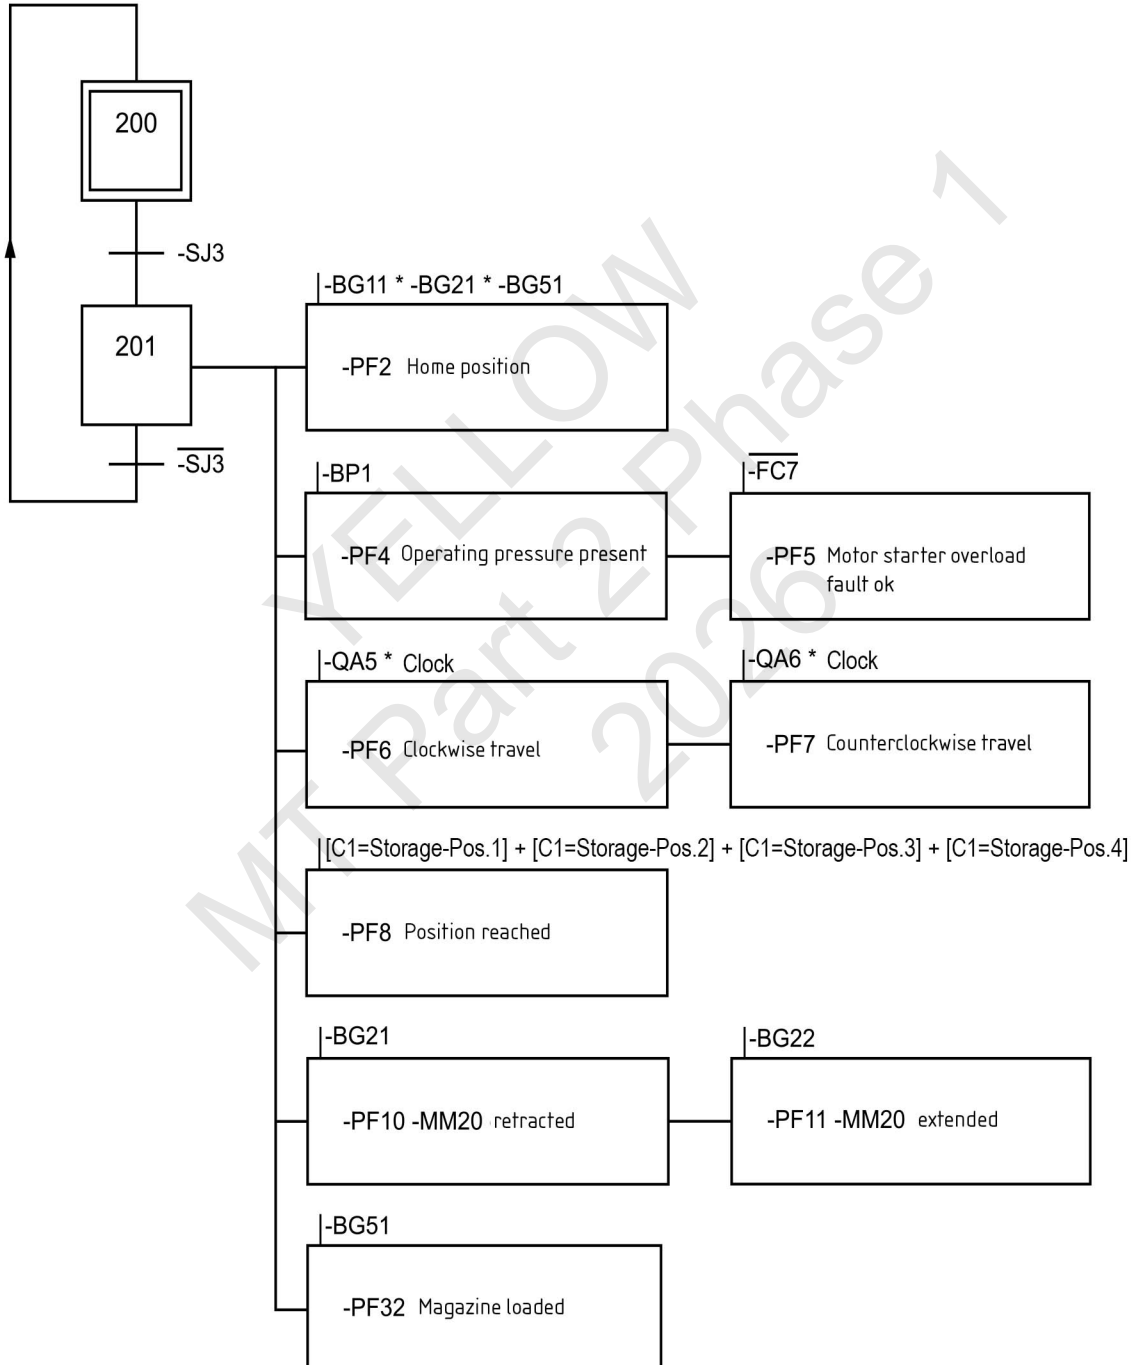 200
-SJ3
-BG11 * -BG21 * -BG51
201
-PF2 Home position
-S̅J̅3̅
-BP1
-F̅C̅7̅
-PF4 Operating pressure present
-PF5 Motor starter overload
fault ok
-QA5 * Clock
-QA6 * Clock
-PF6 Clockwise travel
-PF7 Counterclockwise travel
[C1=Storage-Pos.1] + [C1=Storage-Pos.2] + [C1=Storage-Pos.3] + [C1=Storage-Pos.4]
-PF8 Position reached
-BG21
-BG22
-PF10 -MM20 retracted
-PF11 -MM20 extended
-BG51
-PF32 Magazine loaded
YELLOW
MT Part 2 Phase 1
2026